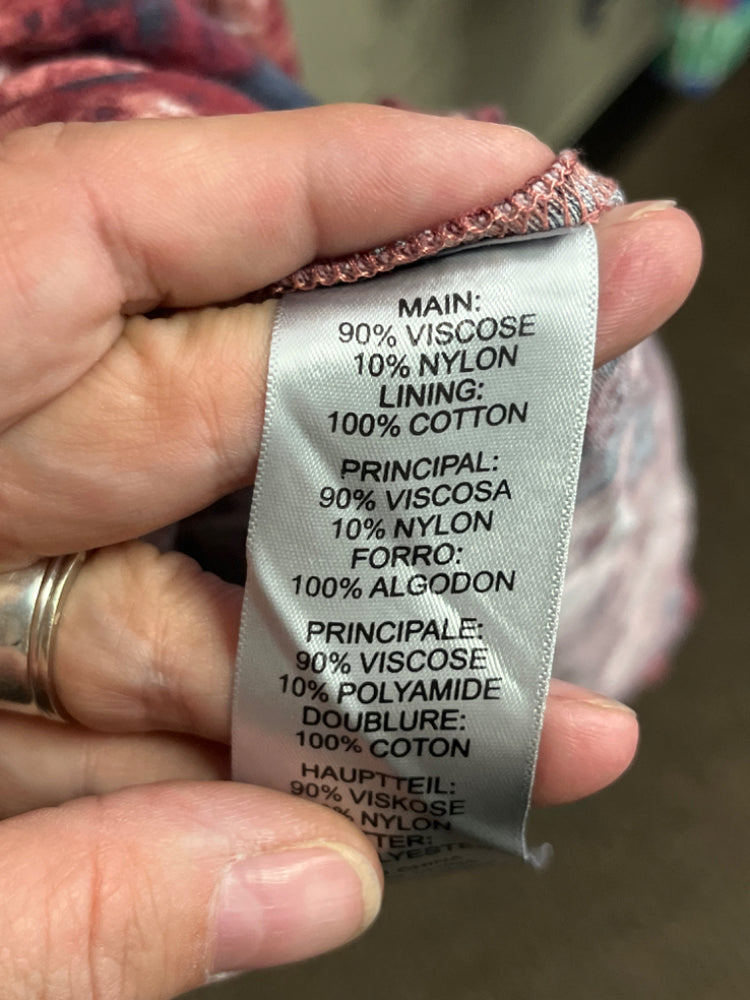 MAIN:
90% VISCOSE
10% NYLON
LINING:
100% COTTON
PRINCIPAL:
90% VISCOSA
10% NYLON
FORRO:
100% ALGODON
PRINCIPALE:
90% VISCOSE
10% POLYAMIDE
DOUBLURE:
100% COTON
HAUPTTEIL:
90% VISKOSE
% NYLON